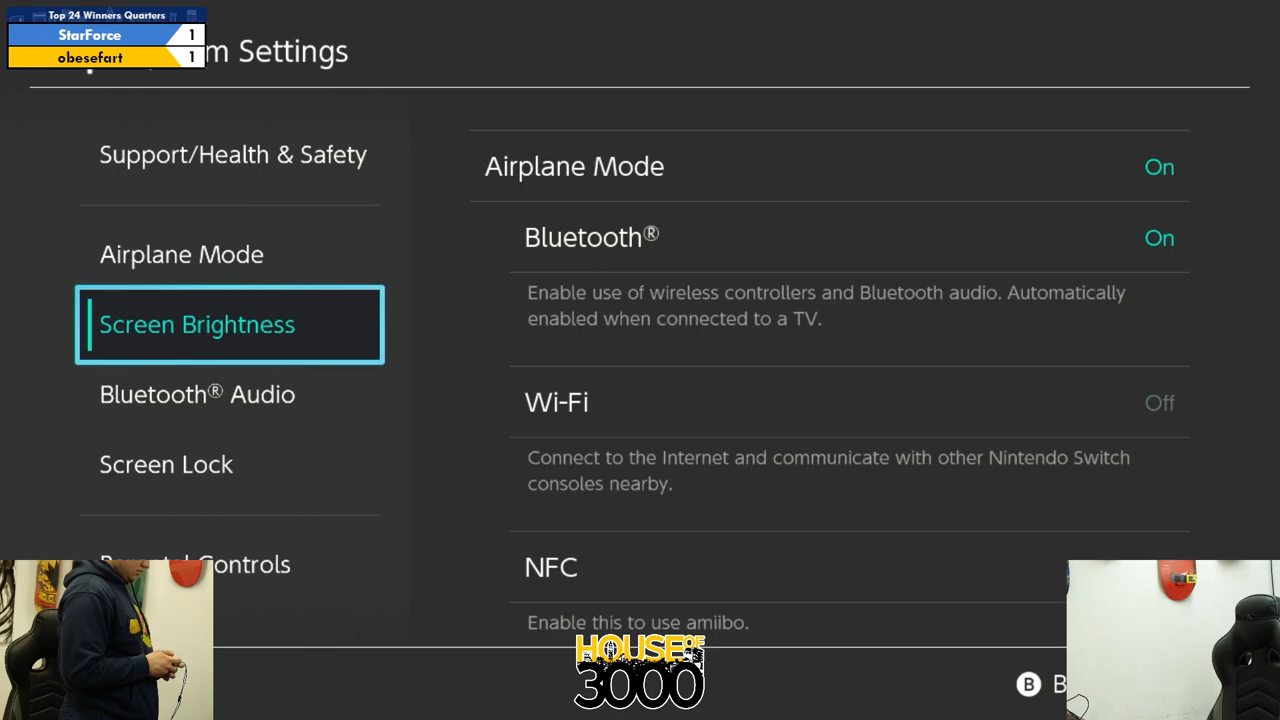 Top 24 Winners Quarters
StarForce 1
obesefart 1
m Settings
Support/Health & Safety
Airplane Mode
Screen Brightness
Bluetooth® Audio
Screen Lock
Controls
Airplane Mode On
Bluetooth® On
Enable use of wireless controllers and Bluetooth audio. Automatically
enabled when connected to a TV.
Wi-Fi Off
Connect to the Internet and communicate with other Nintendo Switch
consoles nearby.
NFC
Enable this to use amiibo.
HOUSE OF
3000
B B